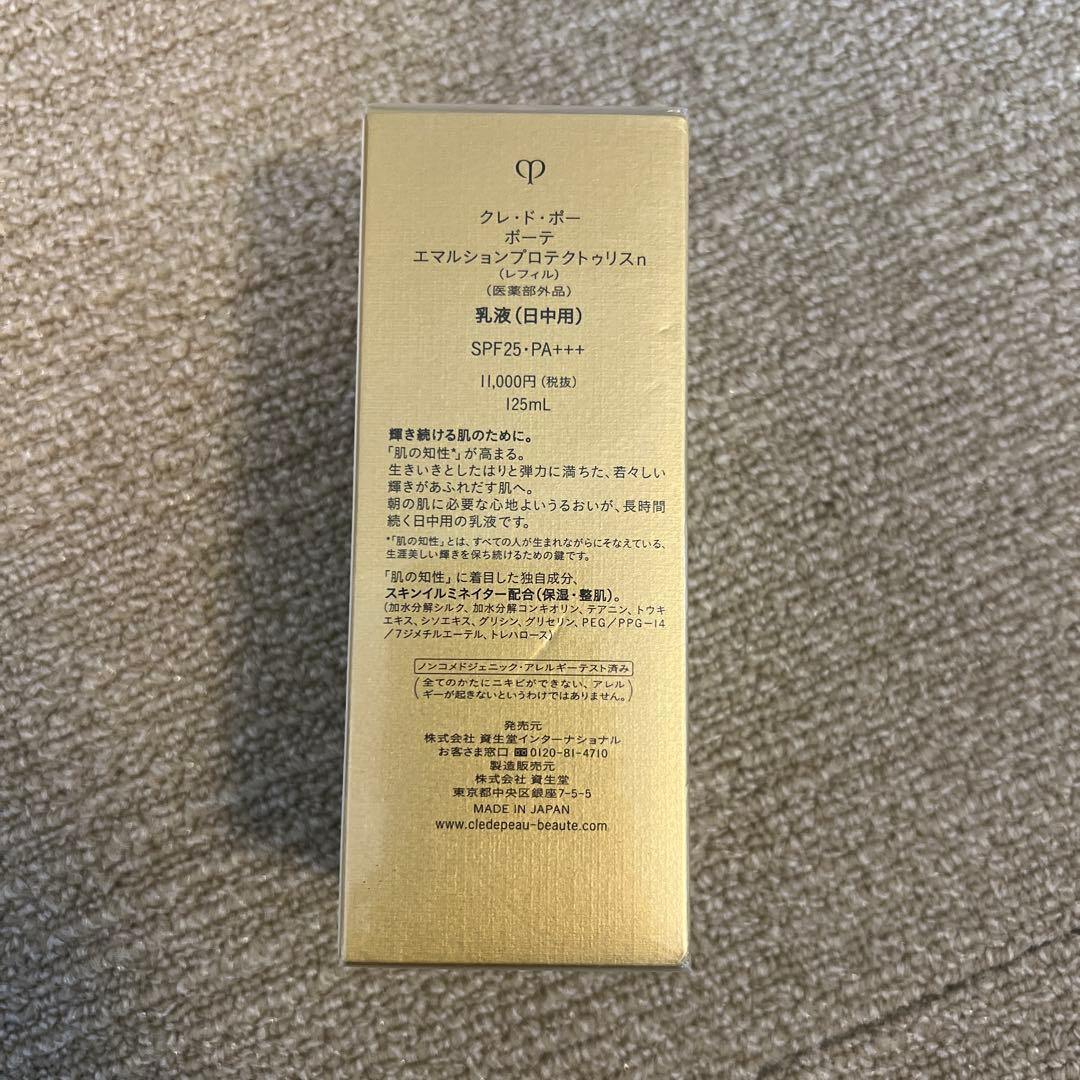 クレ・ド・ポー
ボーテ
エマルションプロテクトゥリスn
(レフィル)
(医薬部外品)
乳液(日中用)
SPF25・PA+++
11,000円(税抜)
125mL
輝き続ける肌のために。
「肌の知性*」が高まる。
生きいきとしたはりと弾力に満ちた、若々しい
輝きがあふれだす肌へ。
朝の肌に必要な心地よいうるおいが、長時間
続く日中用の乳液です。
*「肌の知性」とは、すべての人が生まれながらにそなえている、
生涯美しい輝きを保ち続けるための鍵です。
「肌の知性」に着目した独自成分、
スキンイルミネイター配合(保湿・整肌)。
(加水分解シルク、加水分解コンキオリン、テアニン、トウキ
エキス、シソエキス、グリシン、グリセリン、PEG/PPG-14
/7ジメチルエーテル、トレハロース)
ノンコメドジェニック・アレルギーテスト済み
(全てのかたにニキビができない、アレル
ギーが起きないというわけではありません。)
発売元
株式会社 資生堂インターナショナル
お客さま窓口 0120-81-4710
製造販売元
株式会社 資生堂
東京都中央区銀座7-5-5
MADE IN JAPAN
www.cledepeau-beaute.com